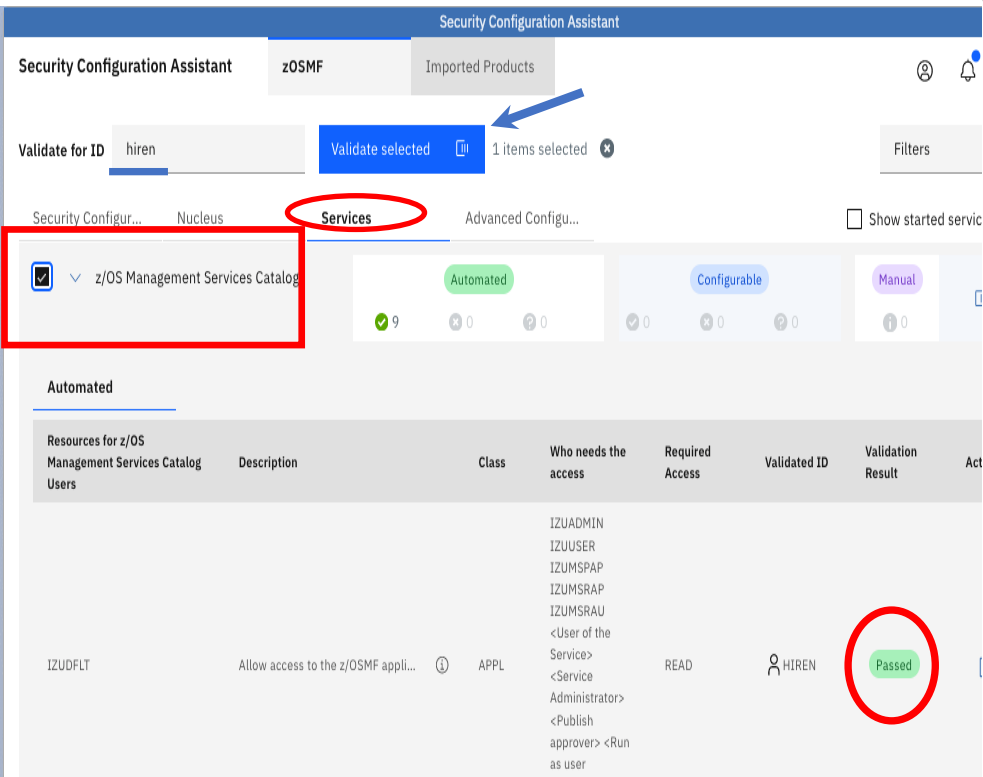 Security Configuration Assistant
Security Configuration Assistant
zOSMF
Imported Products
Validate for ID
hiren
Validate selected
1 items selected
Filters
Security Configur...
Nucleus
Services
Advanced Configu...
Show started servic
z/OS Management Services Catalog
Automated
9
0
0
Configurable
0
0
0
Manual
0
Automated
Resources for z/OS
Management Services Catalog
Users
Description
Class
Who needs the
access
Required
Access
Validated ID
Validation
Result
Act
IZUDFLT
Allow access to the z/OSMF appli...
APPL
IZUADMIN
IZUUSER
IZUMSPAP
IZUMSRAP
IZUMSRAU
<User of the
Service>
<Service
Administrator>
<Publish
approver> <Run
as user
READ
HIREN
Passed